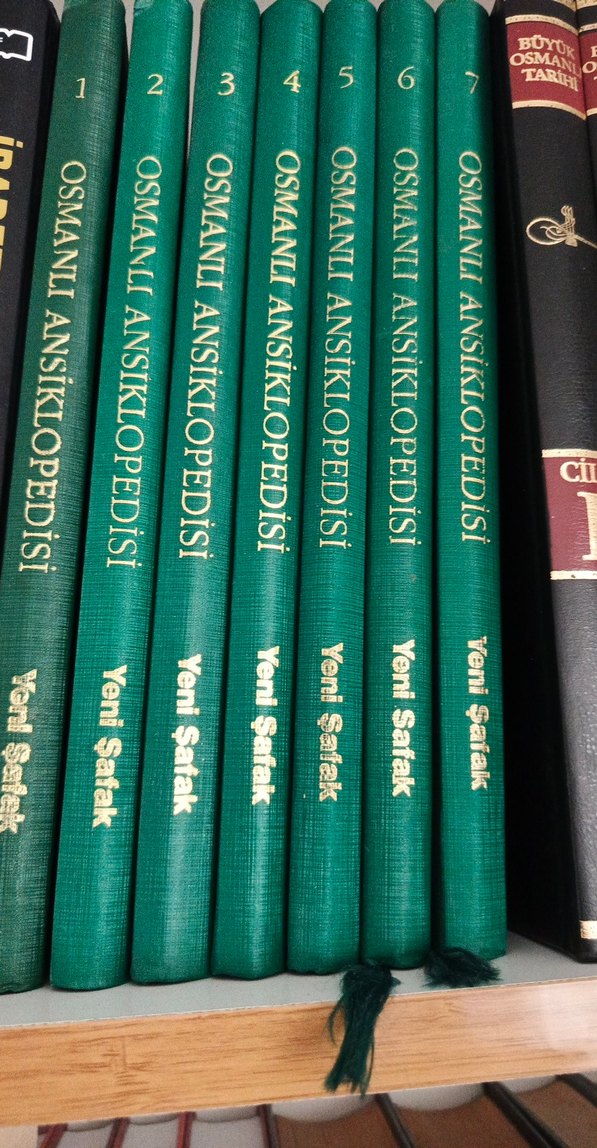 1
OSMANLI ANSİKLOPEDİSİ
Yeni Şafak
2
OSMANLI ANSİKLOPEDİSİ
Yeni Şafak
3
OSMANLI ANSİKLOPEDİSİ
Yeni Şafak
4
OSMANLI ANSİKLOPEDİSİ
Yeni Şafak
5
OSMANLI ANSİKLOPEDİSİ
Yeni Şafak
6
OSMANLI ANSİKLOPEDİSİ
Yeni Şafak
7
OSMANLI ANSİKLOPEDİSİ
Yeni Şafak
BÜYÜK
OSMANLI
TARİHİ